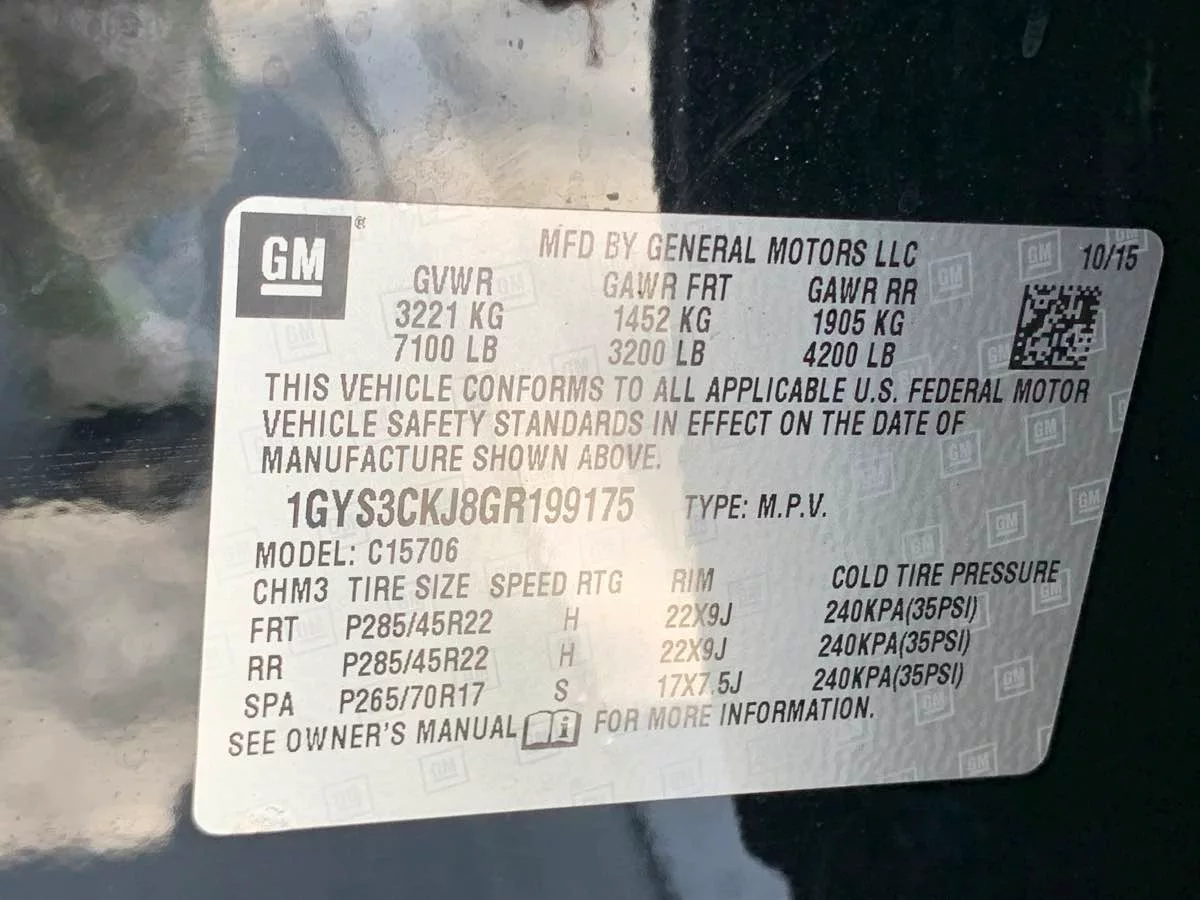 GM®
MFD BY GENERAL MOTORS LLC 10/15
GVWR GAWR FRT GAWR RR
3221 KG 1452 KG 1905 KG
7100 LB 3200 LB 4200 LB
THIS VEHICLE CONFORMS TO ALL APPLICABLE U.S. FEDERAL MOTOR
VEHICLE SAFETY STANDARDS IN EFFECT ON THE DATE OF
MANUFACTURE SHOWN ABOVE.
1GYS3CKJ8GR199175 TYPE: M.P.V.
MODEL: C15706
CHM3 TIRE SIZE SPEED RTG RIM COLD TIRE PRESSURE
FRT P285/45R22 H 22X9J 240KPA(35PSI)
RR P285/45R22 H 22X9J 240KPA(35PSI)
SPA P265/70R17 S 17X7.5J 240KPA(35PSI)
SEE OWNER'S MANUAL i FOR MORE INFORMATION.